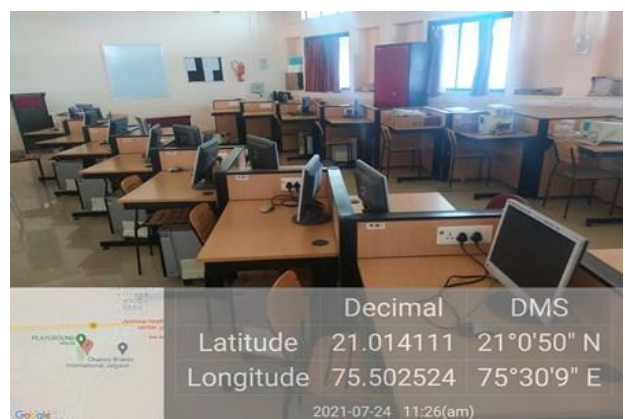 Decimal DMS
Latitude 21.014111 21°0'50" N
Longitude 75.502524 75°30'9" E
2021-07-24 11:26(am)
PLAYGROUND
Google